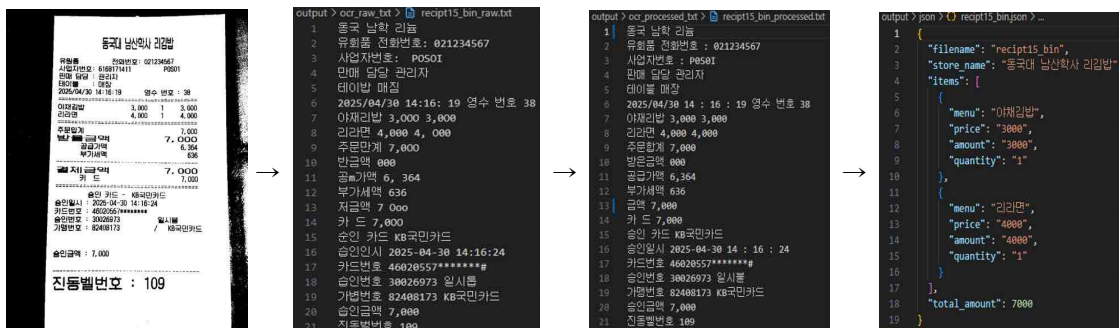 동국대 남산학사 리김밥
유원품 전화번호: 021234567
사업자번호: 6168171411 POS01
판매 담당 : 관리자
테이블 : 매장
2025/04/30 14:16:19 영수 번호 : 38
야채김밥 3,000 1 3,000
리라면 4,000 1 4,000
주문합계 7,000
받을금액 7,000
공급가액 6,364
부가세액 636
결제금액 7,000
카 드 7,000
승인 카드 - KB국민카드
승인일시 : 2025-04-30 14:16:24
카드번호 : 46020557********
승인번호 : 30026973 일시불
가맹번호 : 82408173 / KB국민카드
승인금액 : 7,000
진동벨번호 : 109
→
output > ocr_raw_txt > recipt15_bin_raw.txt
1 동국 남학 리늄
2 유회품 전화번호: 021234567
3 사업자번호: POSOI
4 만매 담당 관리자
5 테이밥 매짐
6 2025/04/30 14:16: 19 영수 번호 38
7 야재리밥 3,000 3,000
8 리라면 4,000 4, 000
9 주문만계 7,000
10 반금액 000
11 공m가액 6, 364
12 부가세액 636
13 저금액 7 0oo
14 카 드 7,000
15 순인 카드 KB국민카드
16 습인인시 2025-04-30 14:16:24
17 카드번호 46020557*******#
18 습인번호 30026973 일시톱
19 가법번호 82408173 KB국민카드
20 습인금액 7,000
21 진동벨번호 109
→
output > ocr_processed_txt > recipt15_bin_processed.txt
1 동국 남학 리늄
2 유회품 전화번호 : 021234567
3 사업자번호 : P0S0I
4 판매 담당 관리자
5 테이블 매장
6 2025/04/30 14 : 16 : 19 영수 번호 38
7 야재리밥 3,000 3,000
8 리라면 4,000 4,000
9 주문합계 7,000
10 받은금액 000
11 공급가액 6,364
12 부가세액 636
13 금액 7,000
14 카 드 7,000
15 승인 카드 KB국민카드
16 승인일시 2025-04-30 14 : 16 : 24
17 카드번호 46020557*******#
18 승인번호 30026973 일시불
19 가맹번호 82408173 KB국민카드
20 승인금액 7,000
21 진동벨번호 109
→
output > json > {} recipt15_bin.json > ...
1 {
2 "filename": "recipt15_bin",
3 "store_name": "동국대 남산학사 리김밥"
4 "items": [
5 {
6 "menu": "야채김밥",
7 "price": "3000",
8 "amount": "3000",
9 "quantity": "1"
10 },
11 {
12 "menu": "리라면",
13 "price": "4000",
14 "amount": "4000",
15 "quantity": "1"
16 }
17 ],
18 "total_amount": 7000
19 }